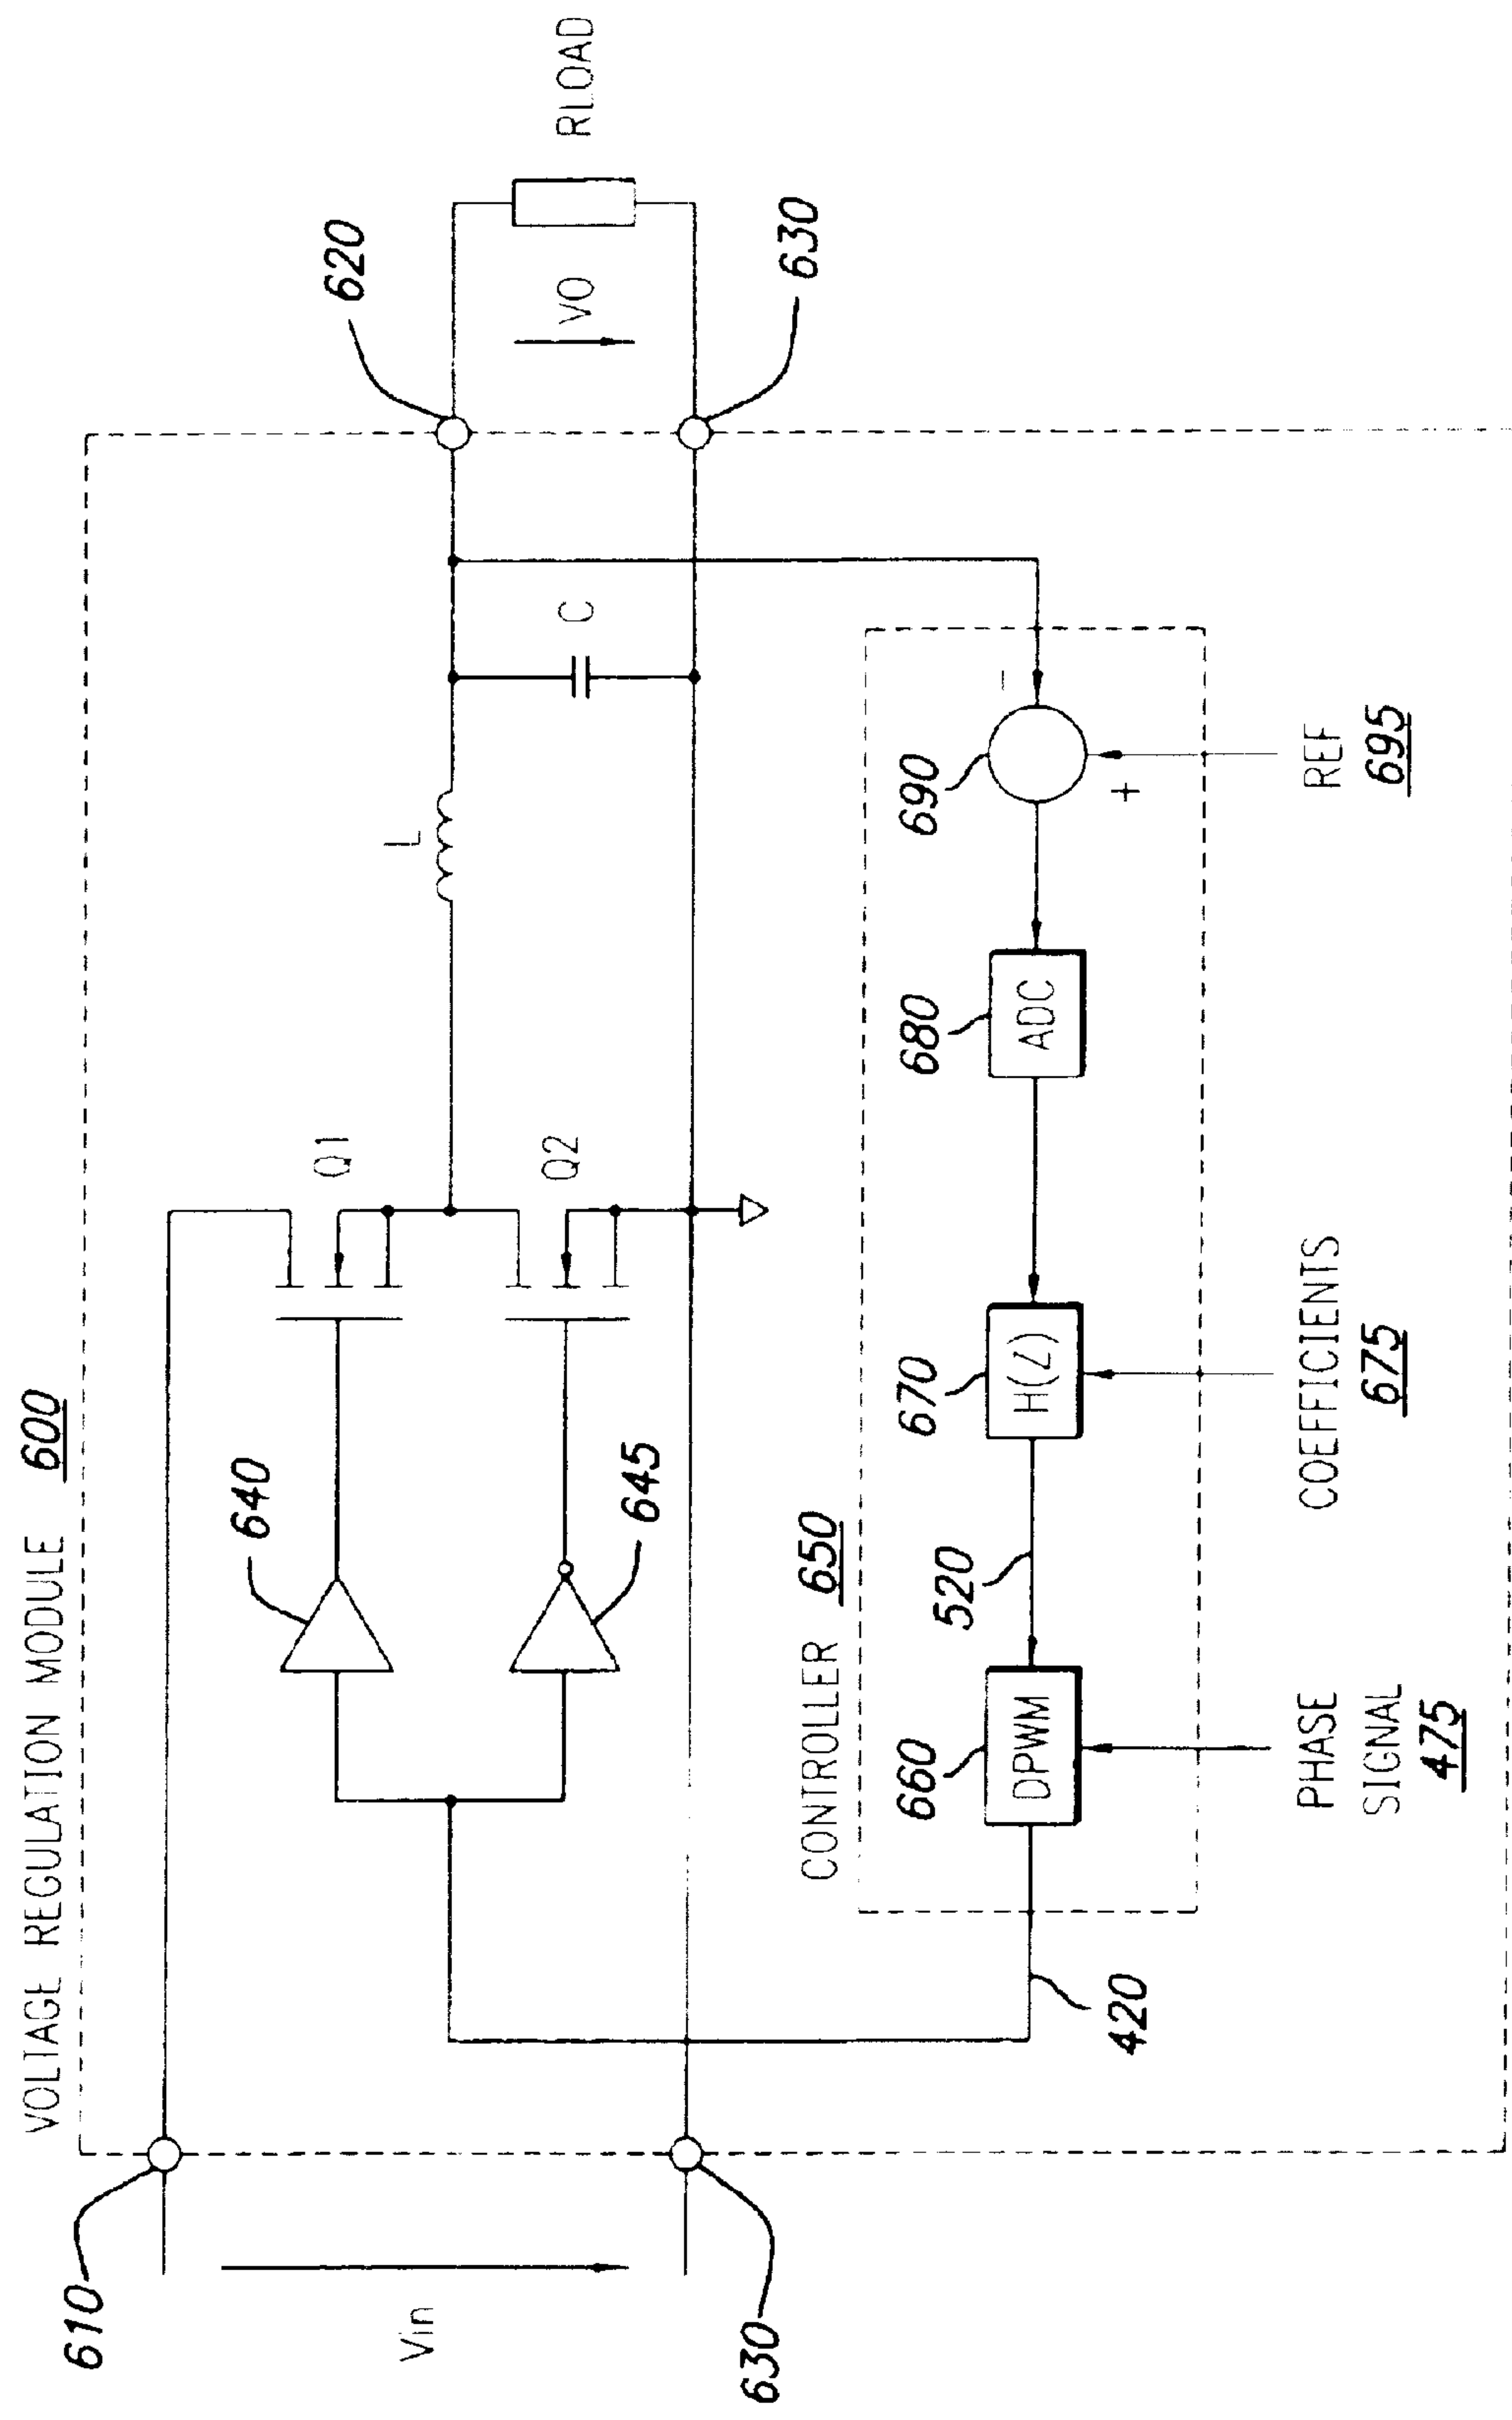 VOLTAGE REGULATION MODULE 600
610
Vin
630
640
645
Q1
Q2
L
C
620
VO
RLOAD
630
CONTROLLER 650
420
660
DPWM
520
670
H(Z)
680
ADC
690
-
+
PHASE
SIGNAL
475
COEFFICIENTS
675
REF
695